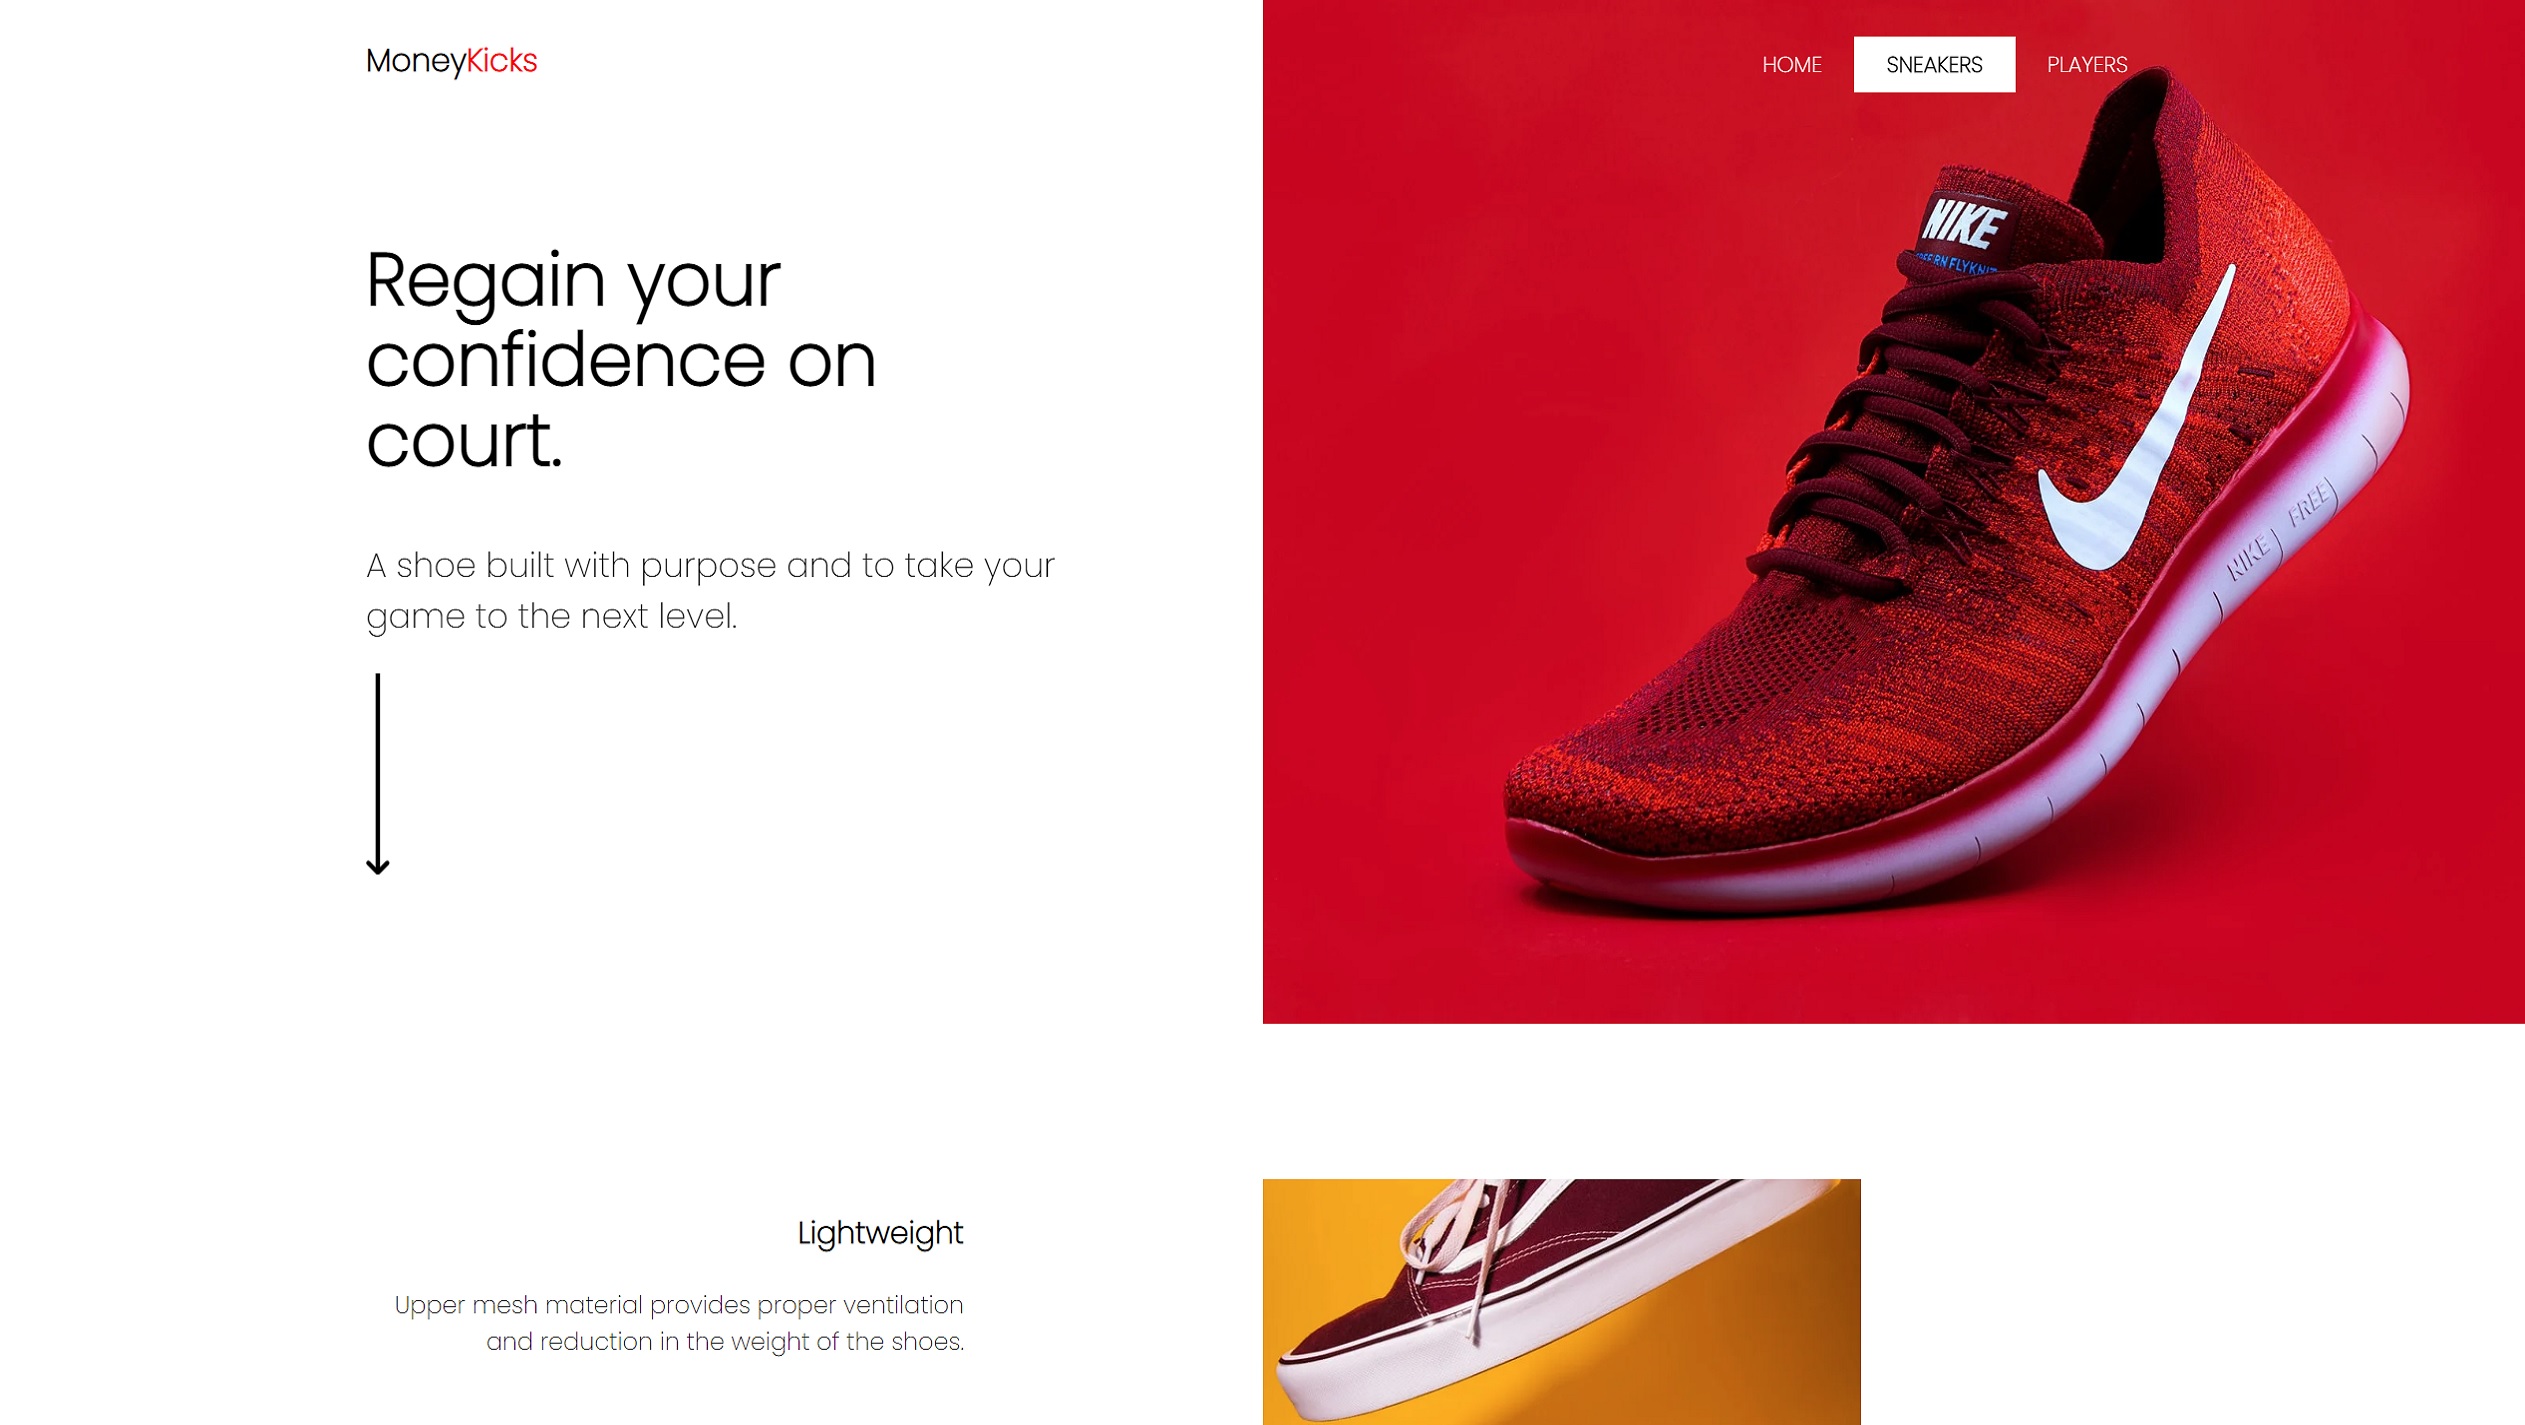 MoneyKicks
HOME
SNEAKERS
PLAYERS
Regain your
confidence on
court.
A shoe built with purpose and to take your
game to the next level.
NIKE
RN FLYKNIT
NIKE FREE
Lightweight
Upper mesh material provides proper ventilation
and reduction in the weight of the shoes.